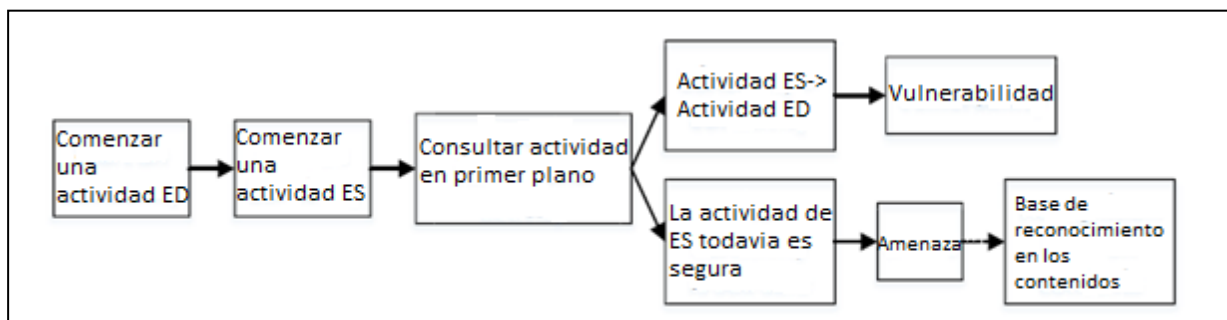 Comenzar
una
actividad ED
Comenzar
una
actividad ES
Consultar actividad
en primer plano
Actividad ES->
Actividad ED
Vulnerabilidad
La actividad de
ES todavia es
segura
Amenaza
Base de
reconocimiento
en los
contenidos